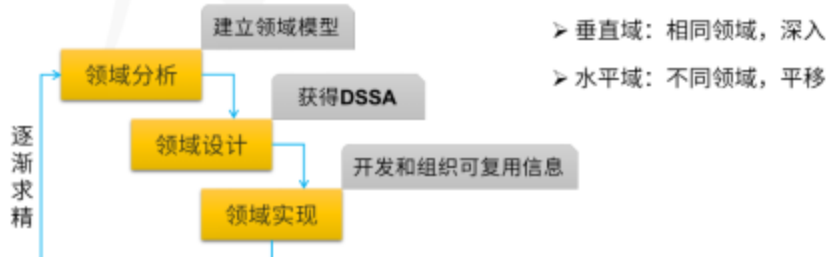 建立领域模型
➢ 垂直域：相同领域，深入
领域分析
➢ 水平域：不同领域，平移
获得DSSA
逐渐求精
领域设计
开发和组织可复用信息
领域实现